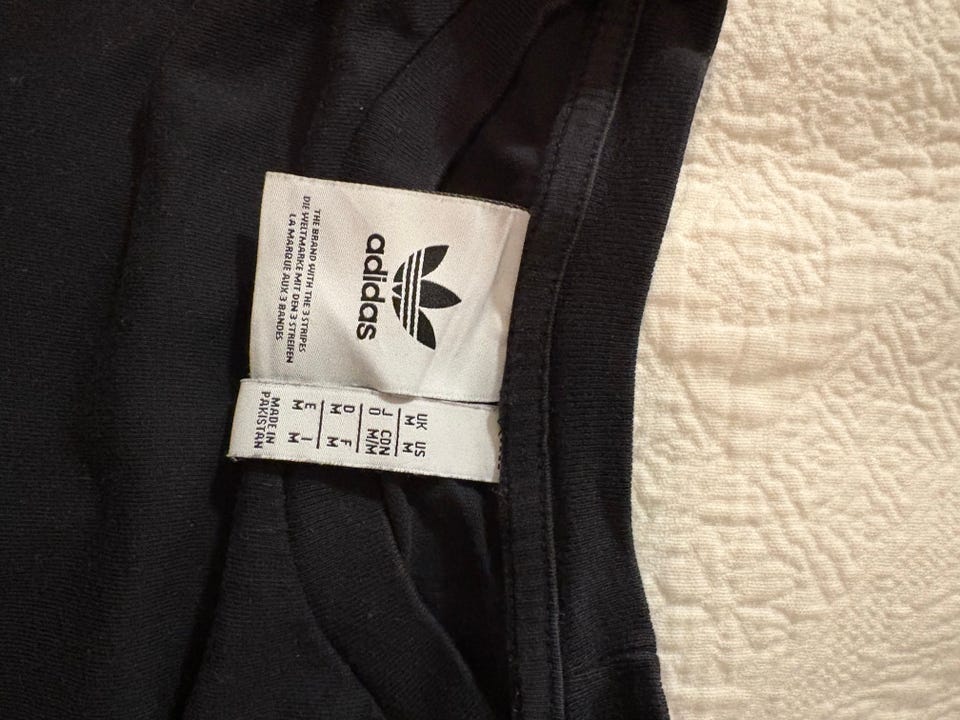 adidas
THE BRAND WITH THE 3 STRIPES
DIE WELTMARKE MIT DEN 3 STREIFEN
LA MARQUE AUX 3 BANDES
UK US
M M
J CDN
O M/M
D F
M M
E I
M M
MADE IN
PAKISTAN